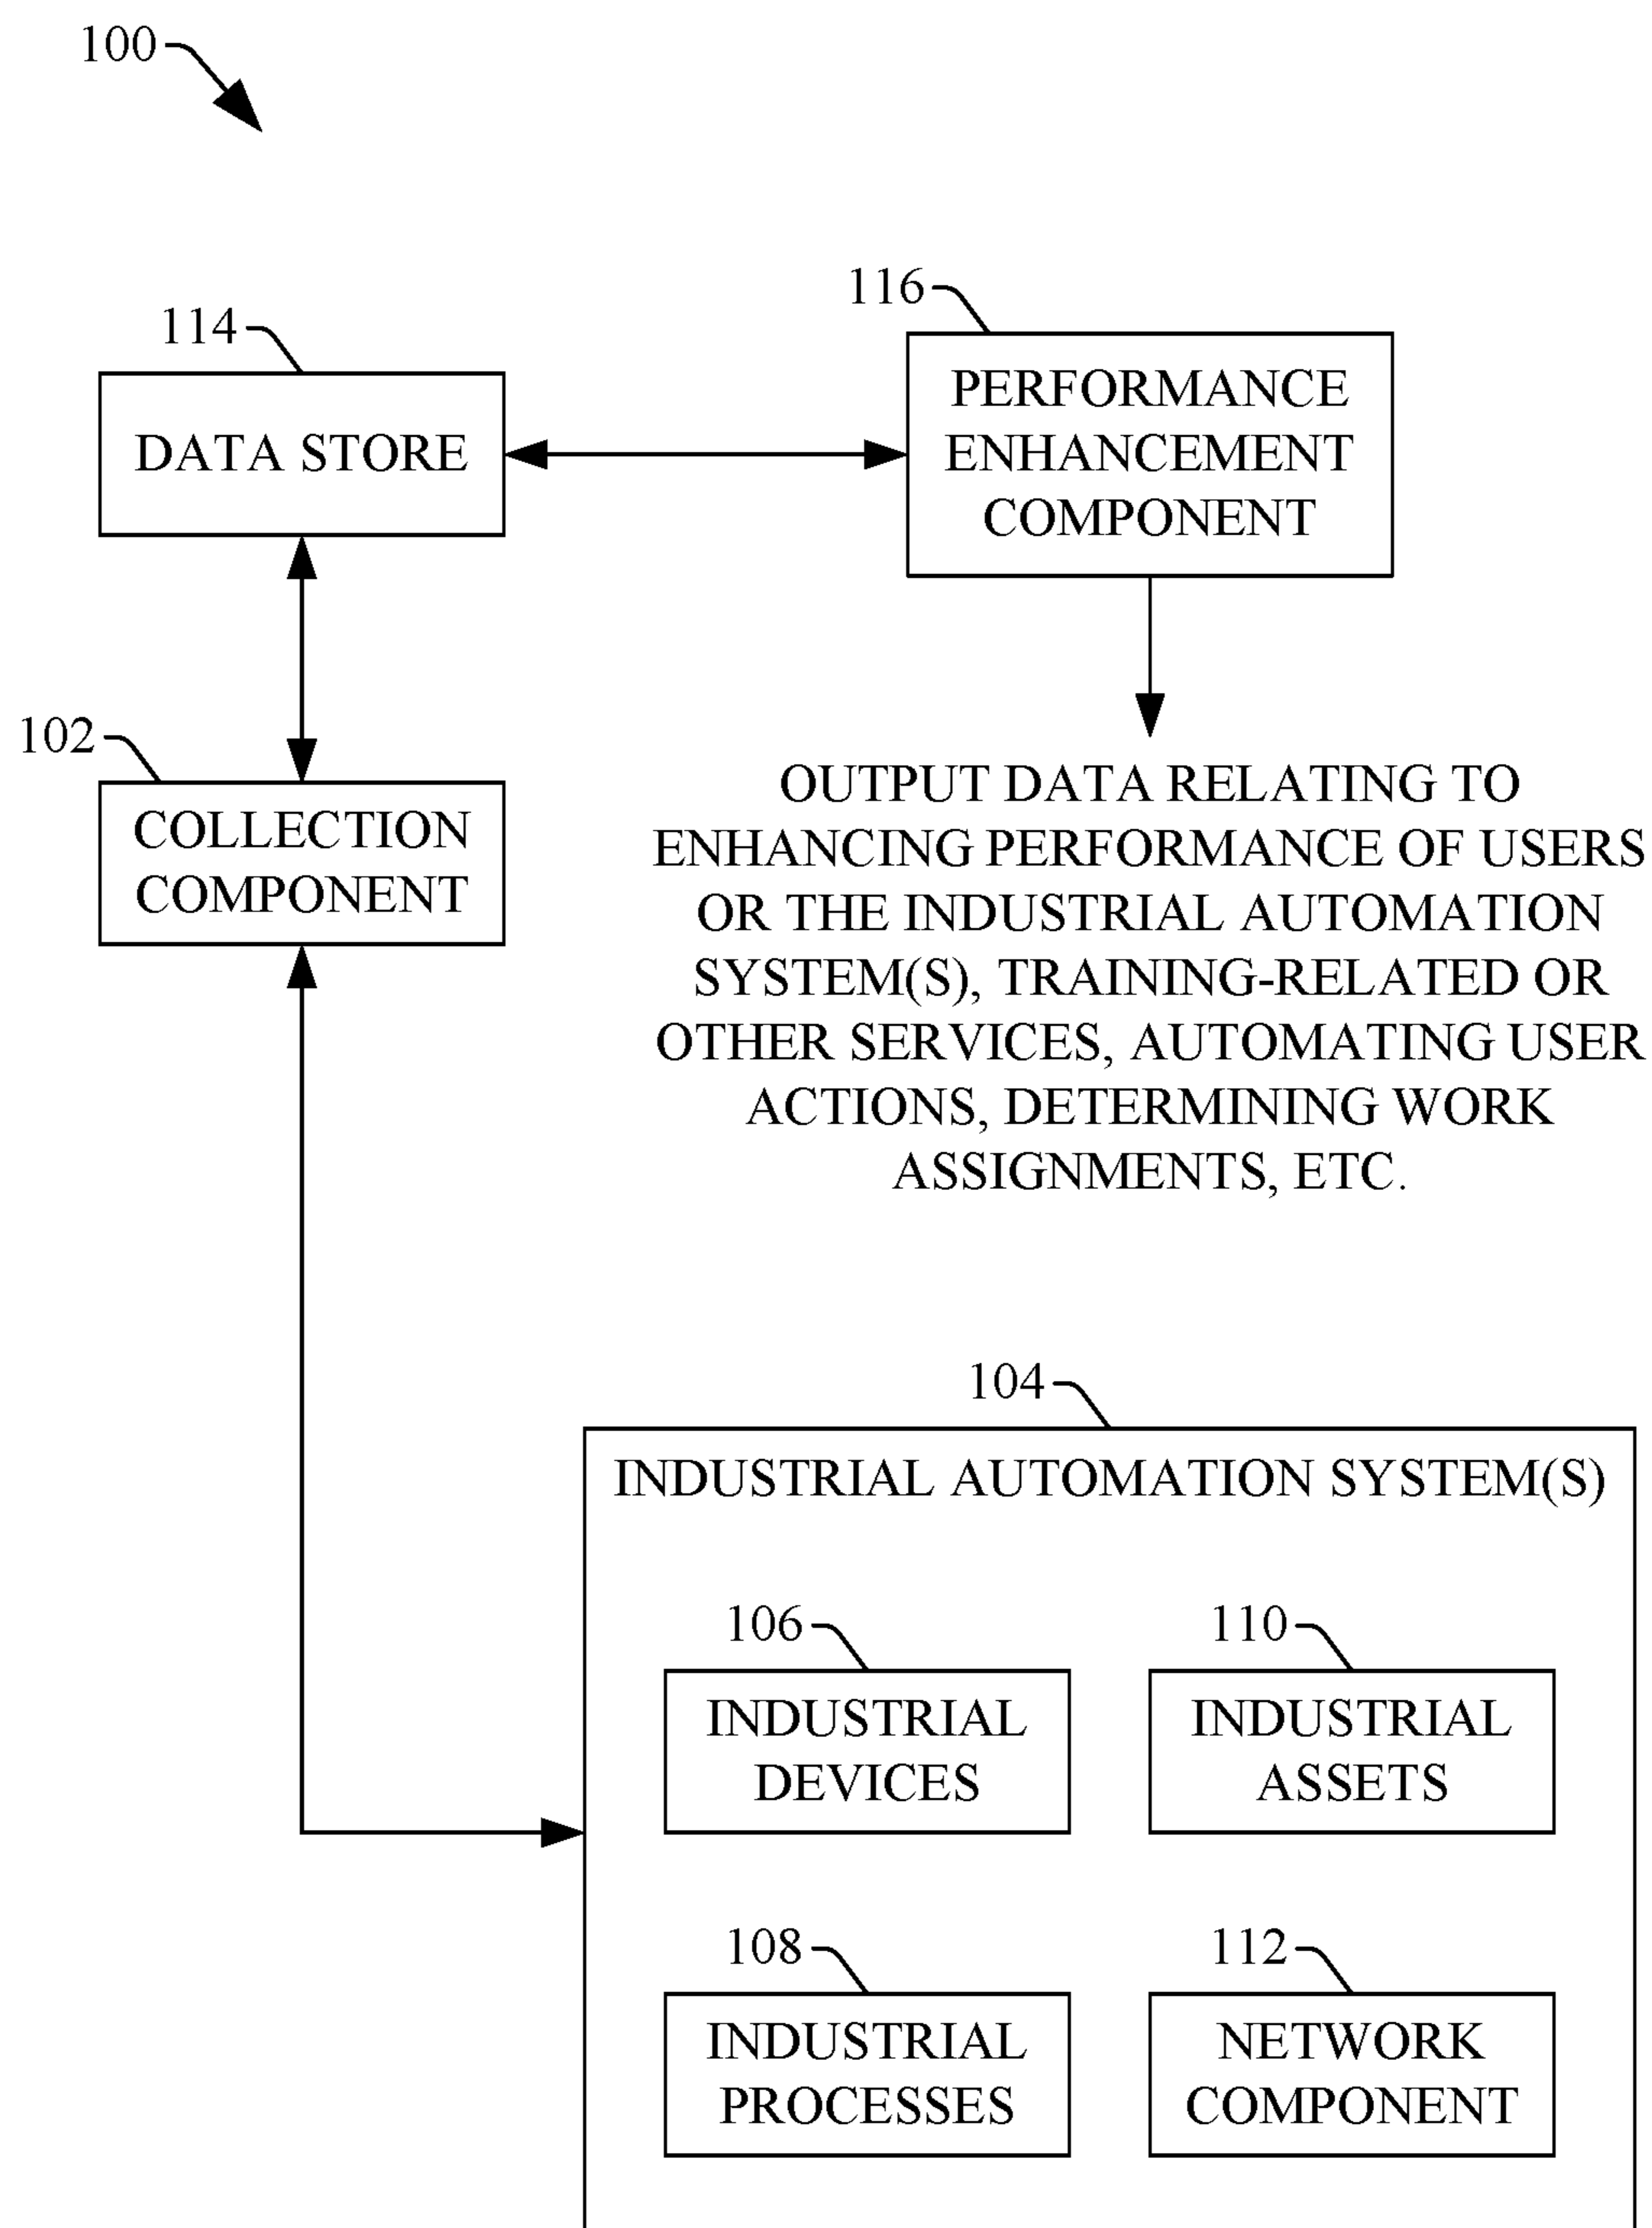 100
116
114
PERFORMANCE
ENHANCEMENT
COMPONENT
DATA STORE
102
COLLECTION
COMPONENT
OUTPUT DATA RELATING TO
ENHANCING PERFORMANCE OF USERS
OR THE INDUSTRIAL AUTOMATION
SYSTEM(S), TRAINING-RELATED OR
OTHER SERVICES, AUTOMATING USER
ACTIONS, DETERMINING WORK
ASSIGNMENTS, ETC.
104
INDUSTRIAL AUTOMATION SYSTEM(S)
106
INDUSTRIAL
DEVICES
110
INDUSTRIAL
ASSETS
108
INDUSTRIAL
PROCESSES
112
NETWORK
COMPONENT